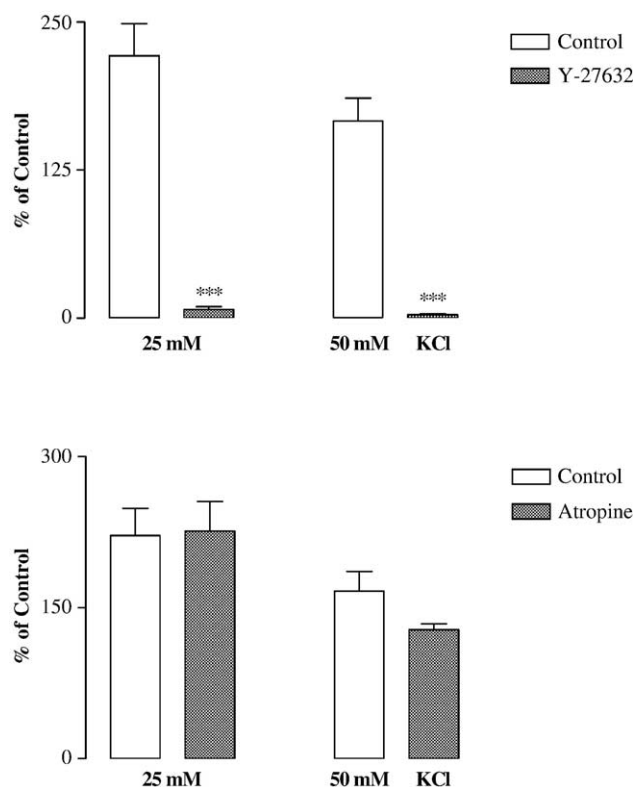 250
125
0
% of Control
Control
Y-27632
***
***
25 mM
50 mM KCl
300
150
0
% of Control
Control
Atropine
25 mM
50 mM KCl